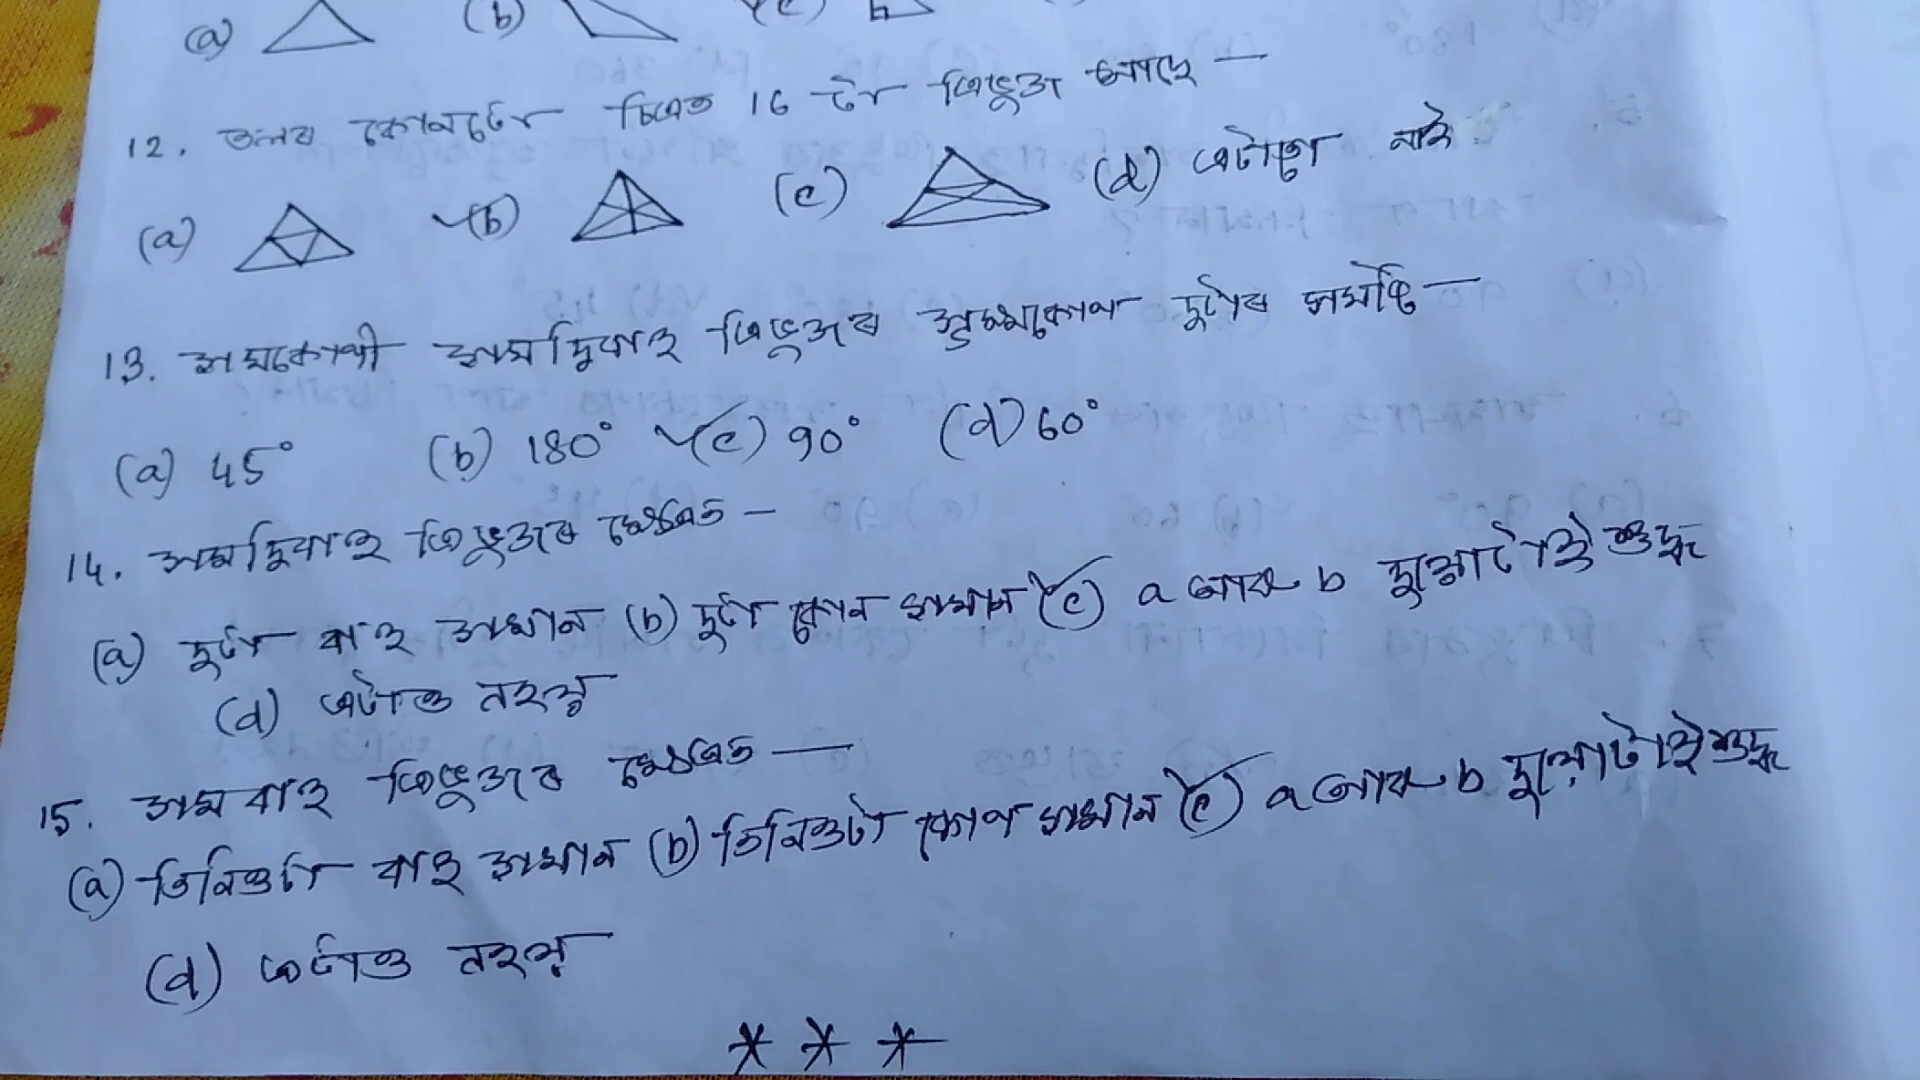 (a) (b) (c)
12. তলৰ কোনটো চিত্ৰত 16 টা ত্ৰিভুজ আছে —
(a) (b) (c) (d) এটাতো নাই
13. সমকোণী সমদ্বিবাহু ত্ৰিভুজৰ সূক্ষ্মকোণ দুটাৰ সমষ্টি —
(a) 45° (b) 180° (c) 90° (d) 60°
14. সমদ্বিবাহু ত্ৰিভুজৰ ক্ষেত্ৰত —
(a) দুটা বাহু সমান (b) দুটা কোণ সমান (c) a আৰু b দুয়োটাই শুদ্ধ
(d) এটাও নহয়
15. সমবাহু ত্ৰিভুজৰ ক্ষেত্ৰত —
(a) তিনিওটা বাহু সমান (b) তিনিওটা কোণ সমান (c) a আৰু b দুয়োটাই শুদ্ধ
(d) এটাও নহয়
* * *